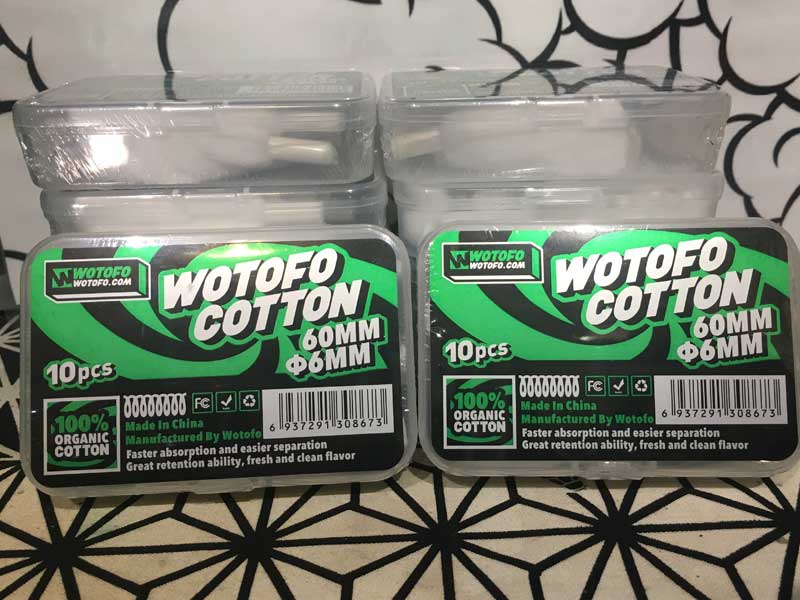 WOTOFO
WOTOFO.COM
WOTOFO
COTTON
60MM
Φ6MM
10pcs
100%
ORGANIC
COTTON
FC
Made In China
Manufactured By Wotofo
6 937291 308673
Faster absorption and easier separation
Great retention ability, fresh and clean flavor
WOTOFO
WOTOFO.COM
WOTOFO
COTTON
60MM
Φ6MM
10pcs
100%
ORGANIC
COTTON
FC
Made In China
Manufactured By Wotofo
6 937291 308673
Faster absorption and easier separation
Great retention ability, fresh and clean flavor